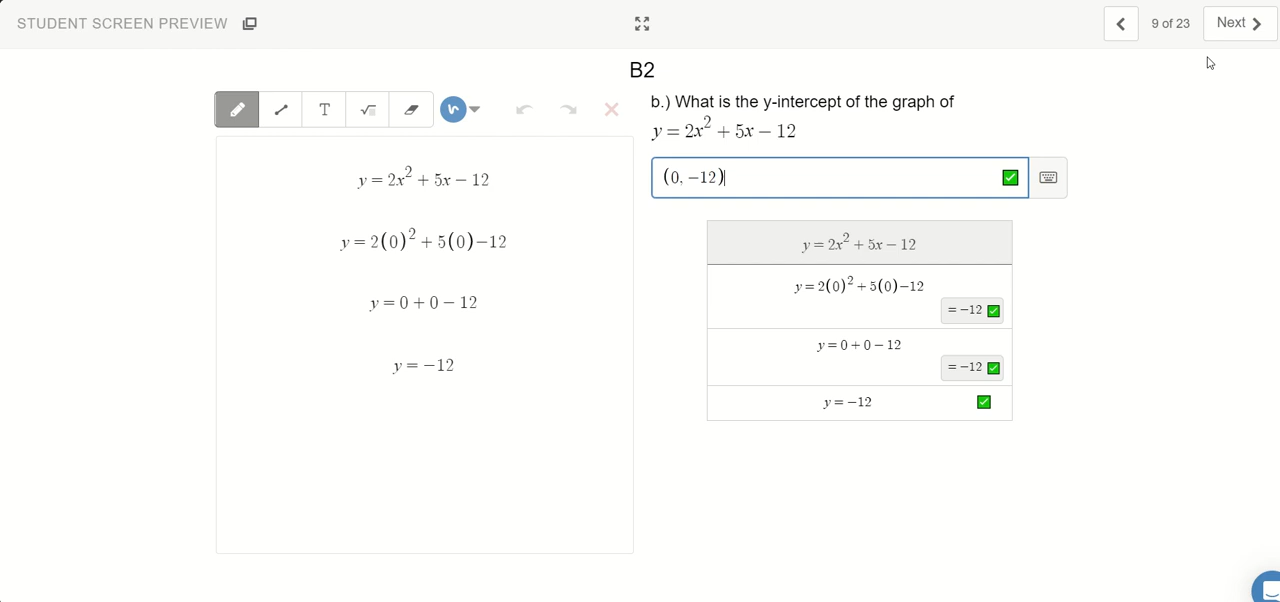 STUDENT SCREEN PREVIEW
9 of 23
Next
B2
T
b.) What is the y-intercept of the graph of
y = 2x² + 5x − 12
(0, −12)
y = 2x² + 5x − 12
y = 2(0)² + 5(0)−12
y = 0 + 0 − 12
y = −12
y = 2x² + 5x − 12
y = 2(0)² + 5(0)−12
= −12
y = 0 + 0 − 12
= −12
y = −12